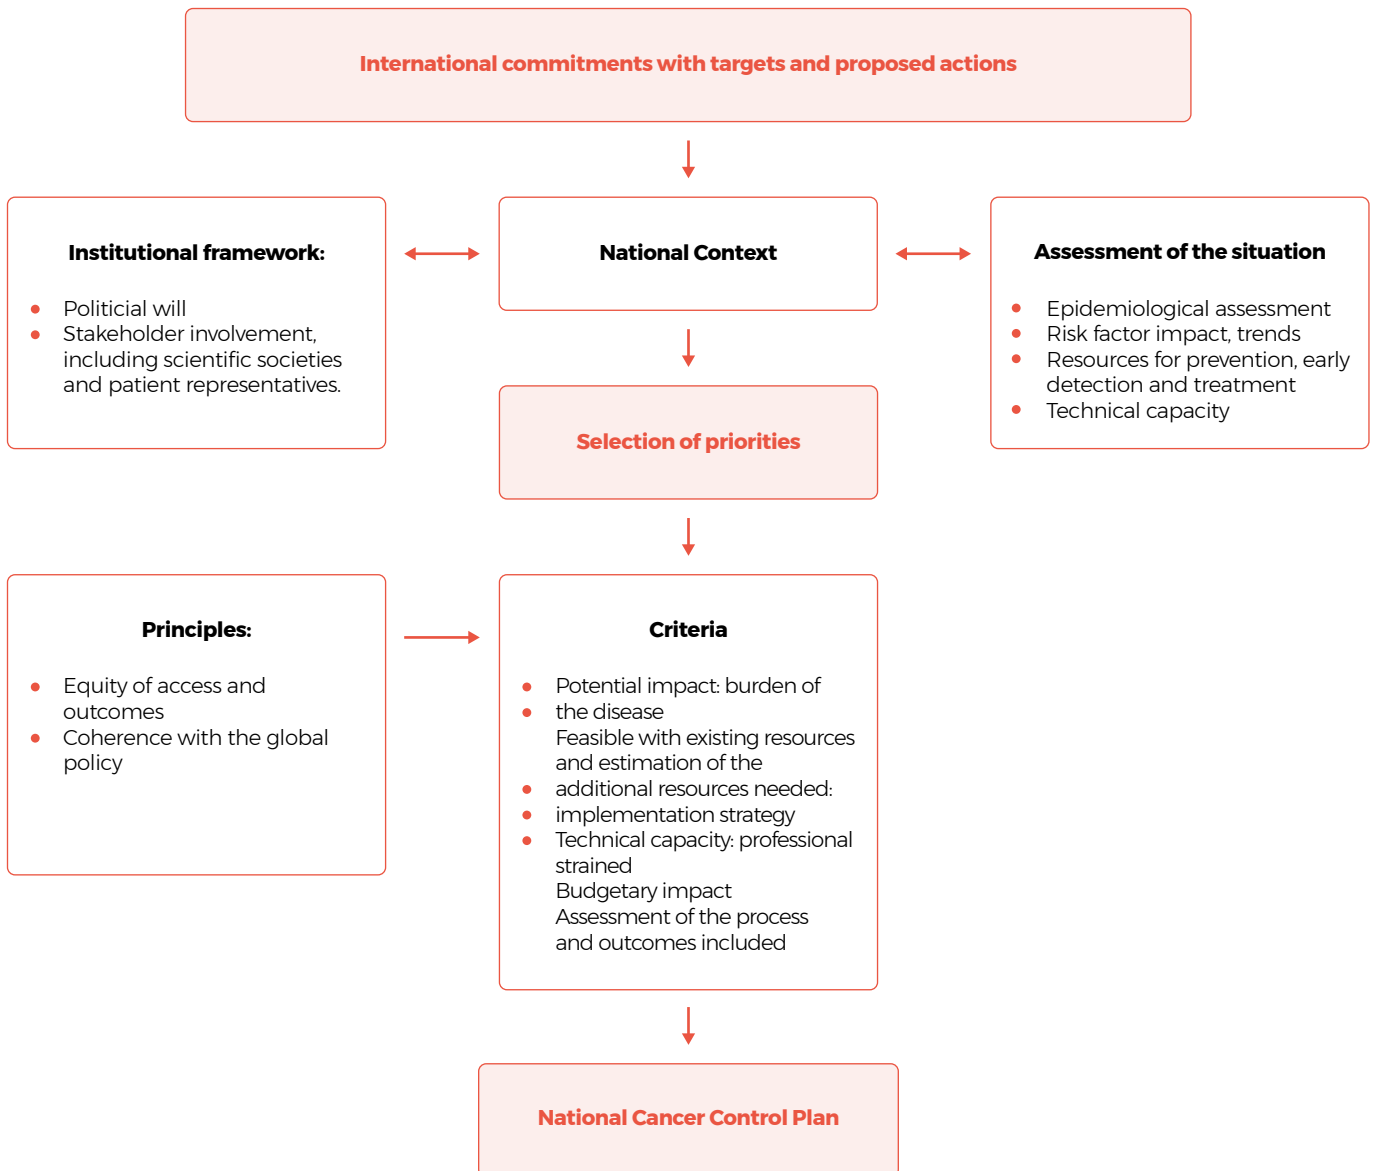 International commitments with targets and proposed actions
Institutional framework:
• Politicial will
• Stakeholder involvement,
including scientific societies
and patient representatives.
National Context
Assessment of the situation
• Epidemiological assessment
• Risk factor impact, trends
• Resources for prevention, early
detection and treatment
• Technical capacity
Selection of priorities
Principles:
• Equity of access and
outcomes
• Coherence with the global
policy
Criteria
• Potential impact: burden of
• the disease
Feasible with existing resources
and estimation of the
• additional resources needed:
• implementation strategy
• Technical capacity: professional
strained
Budgetary impact
Assessment of the process
and outcomes included
National Cancer Control Plan